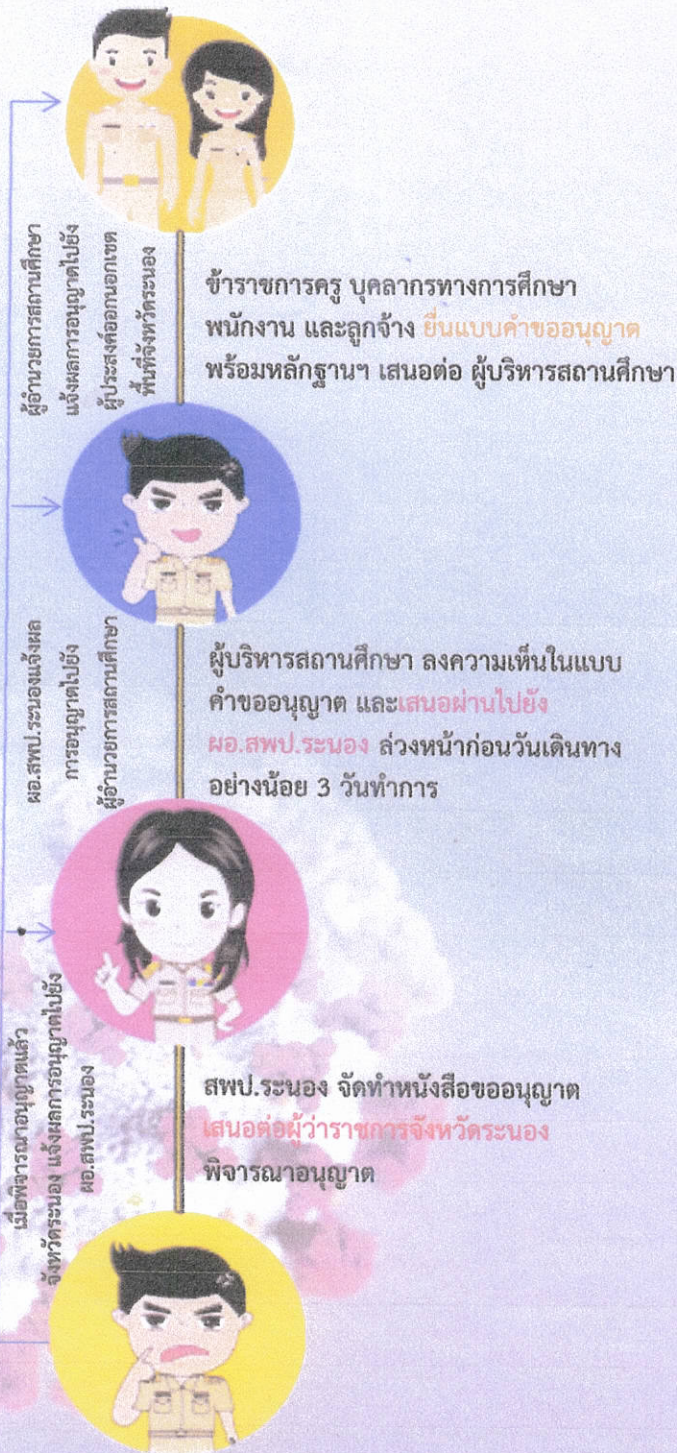 ผู้อำนวยการสถานศึกษา
แจ้งผลการอนุญาตไปยัง
ผู้ประสงค์ออกนอกเขต
พื้นที่จังหวัดระนอง
ข้าราชการครู บุคลากรทางการศึกษา
พนักงาน และลูกจ้าง ยื่นแบบคำขออนุญาต
พร้อมหลักฐานฯ เสนอต่อ ผู้บริหารสถานศึกษา
ผอ.สพป.ระนองแจ้งผล
การอนุญาตไปยัง
ผู้อำนวยการสถานศึกษา
ผู้บริหารสถานศึกษา ลงความเห็นในแบบ
คำขออนุญาต และเสนอผ่านไปยัง
ผอ.สพป.ระนอง ล่วงหน้าก่อนวันเดินทาง
อย่างน้อย 3 วันทำการ
เมื่อพิจารณาอนุญาตแล้ว
จังหวัดระนอง แจ้งผลการอนุญาตไปยัง
ผอ.สพป.ระนอง
สพป.ระนอง จัดทำหนังสือขออนุญาต
เสนอต่อผู้ว่าราชการจังหวัดระนอง
พิจารณาอนุญาต